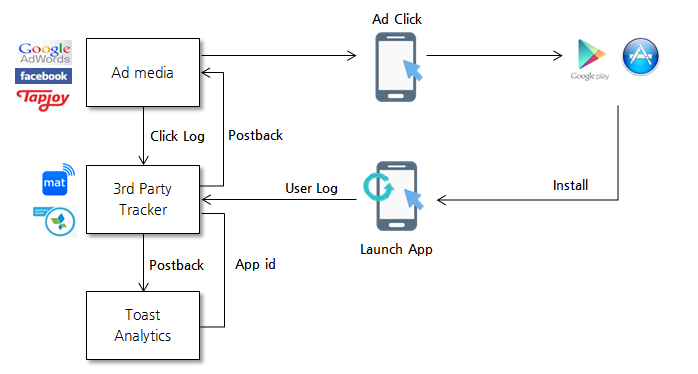 Ad Click
Google
AdWords
facebook
Tapjoy
Ad media
Google play
Click Log
Postback
mat
3rd Party
Tracker
User Log
Install
Launch App
Postback
App id
Toast
Analytics